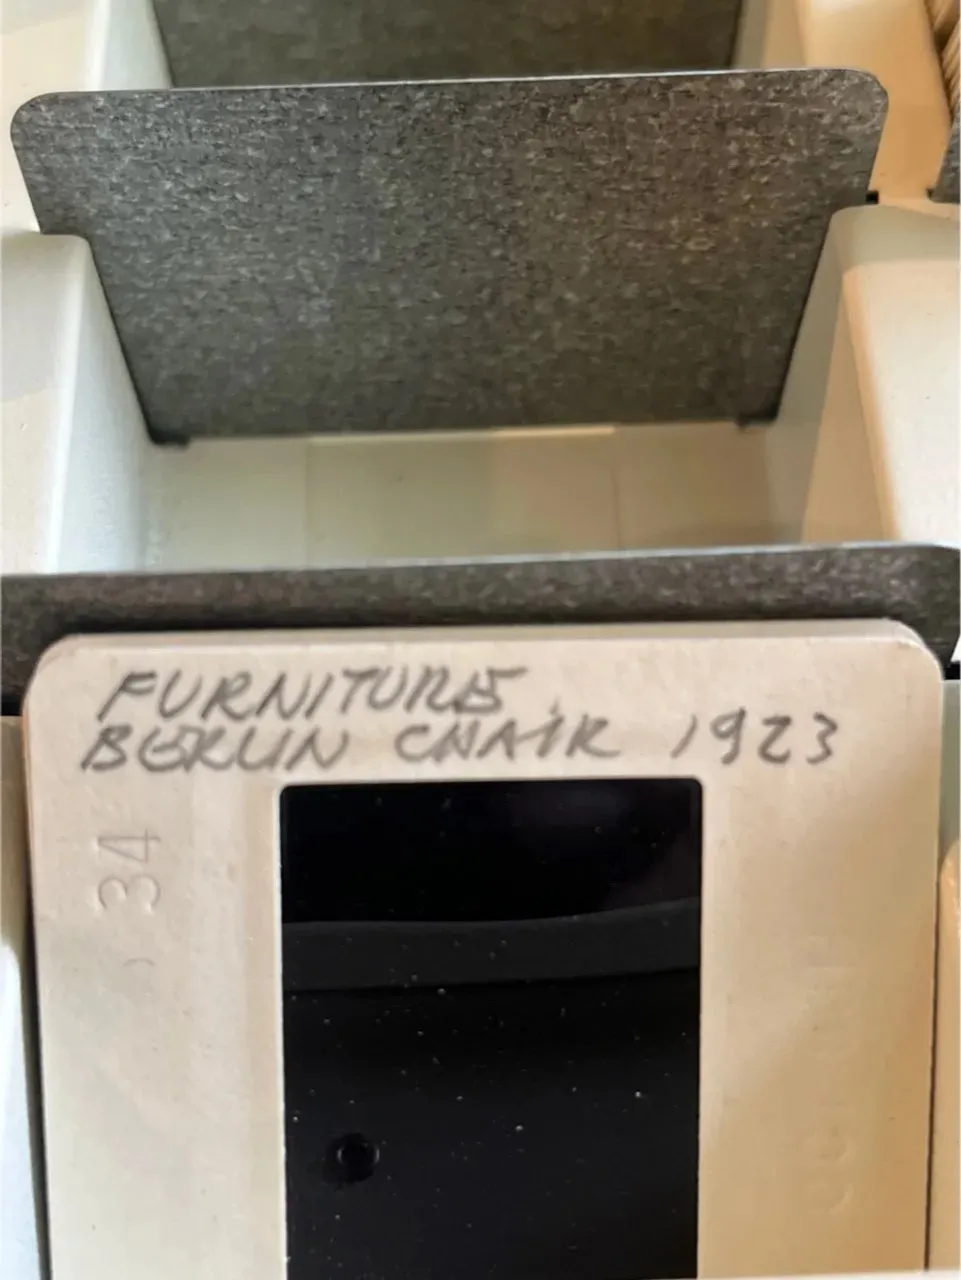 FURNITURE
BERLIN CHAIR 1923
34